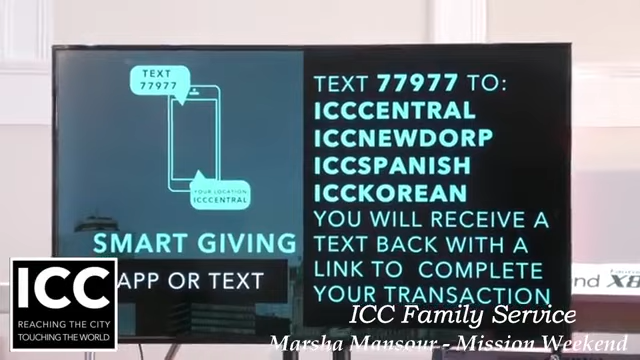 TEXT
77977
YOUR LOCATION
ICCCENTRAL
SMART GIVING
APP OR TEXT
TEXT 77977 TO:
ICCCENTRAL
ICCNEWDORP
ICCSPANISH
ICCKOREAN
YOU WILL RECEIVE A
TEXT BACK WITH A
LINK TO COMPLETE
YOUR TRANSACTION
ICC
REACHING THE CITY
TOUCHING THE WORLD
ICC Family Service
Marsha Mansour - Mission Weekend